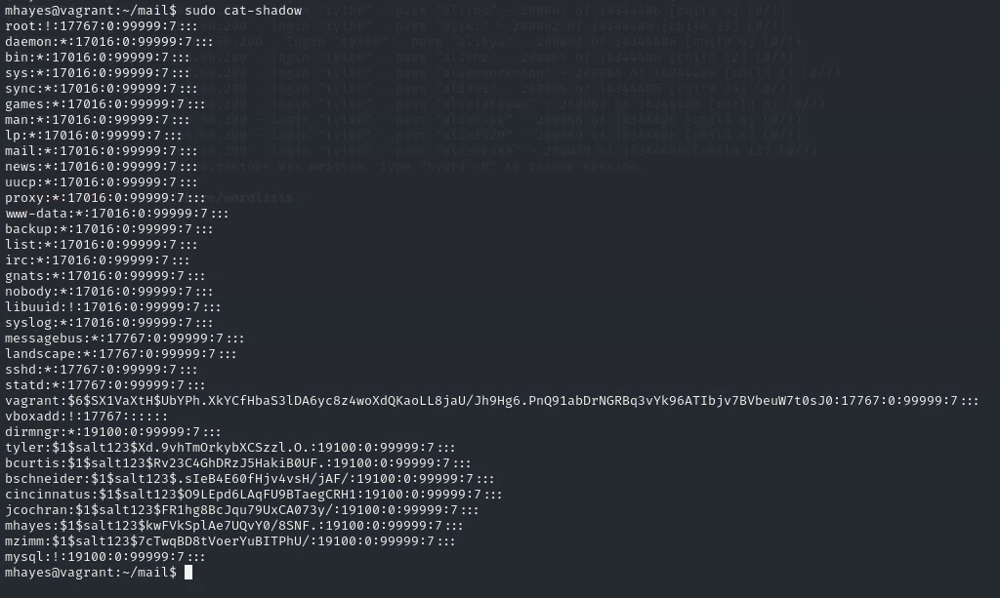 mhayes@vagrant:~/mail$ sudo cat-shadow
root:!:17767:0:99999:7:::
daemon:*:17016:0:99999:7:::
bin:*:17016:0:99999:7:::
sys:*:17016:0:99999:7:::
sync:*:17016:0:99999:7:::
games:*:17016:0:99999:7:::
man:*:17016:0:99999:7:::
lp:*:17016:0:99999:7:::
mail:*:17016:0:99999:7:::
news:*:17016:0:99999:7:::
uucp:*:17016:0:99999:7:::
proxy:*:17016:0:99999:7:::
www-data:*:17016:0:99999:7:::
backup:*:17016:0:99999:7:::
list:*:17016:0:99999:7:::
irc:*:17016:0:99999:7:::
gnats:*:17016:0:99999:7:::
nobody:*:17016:0:99999:7:::
libuuid:!:17016:0:99999:7:::
syslog:*:17016:0:99999:7:::
messagebus:*:17767:0:99999:7:::
landscape:*:17767:0:99999:7:::
sshd:*:17767:0:99999:7:::
statd:*:17767:0:99999:7:::
vagrant:$6$SX1VaXtH$UbYPh.XkYCfHbaS3lDA6yc8z4woXdQKaoLL8jaU/Jh9Hg6.PnQ91abDrNGRBq3vYk96ATIbjv7BVbeuW7t0sJ0:17767:0:99999:7:::
vboxadd:!:17767::::::
dirmngr:*:19100:0:99999:7:::
tyler:$1$salt123$Xd.9vhTmOrkybXCSzzl.O.:19100:0:99999:7:::
bcurtis:$1$salt123$Rv23C4GhDRzJ5HakiB0UF.:19100:0:99999:7:::
bschneider:$1$salt123$.sIeB4E60fHjv4vsH/jAF/:19100:0:99999:7:::
cincinnatus:$1$salt123$O9LEpd6LAqFU9BTaegCRH1:19100:0:99999:7:::
jcochran:$1$salt123$FR1hg8BcJqu79UxCA073y/:19100:0:99999:7:::
mhayes:$1$salt123$kwFVkSplAe7UQvY0/8SNF.:19100:0:99999:7:::
mzimm:$1$salt123$7cTwqBD8tVoerYuBITPhU/:19100:0:99999:7:::
mysql:!:19100:0:99999:7:::
mhayes@vagrant:~/mail$